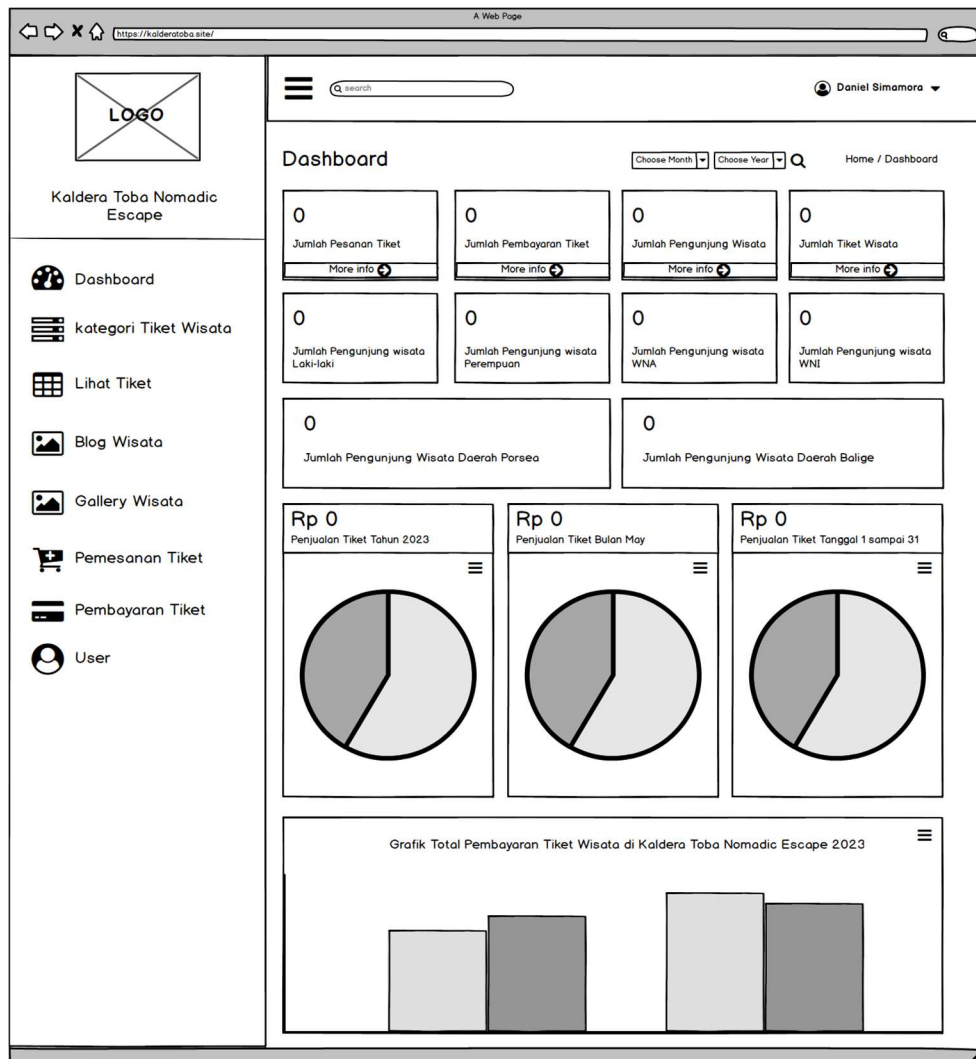 A Web Page
https://kalderatoba.site/
LOGO
Kaldera Toba Nomadic
Escape
Dashboard
kategori Tiket Wisata
Lihat Tiket
Blog Wisata
Gallery Wisata
Pemesanan Tiket
Pembayaran Tiket
User
search
Daniel Simamora
Dashboard
Choose Month
Choose Year
Home / Dashboard
0
Jumlah Pesanan Tiket
More info
0
Jumlah Pembayaran Tiket
More info
0
Jumlah Pengunjung Wisata
More info
0
Jumlah Tiket Wisata
More info
0
Jumlah Pengunjung wisata
Laki-laki
0
Jumlah Pengunjung wisata
Perempuan
0
Jumlah Pengunjung wisata
WNA
0
Jumlah Pengunjung wisata
WNI
0
Jumlah Pengunjung Wisata Daerah Porsea
0
Jumlah Pengunjung Wisata Daerah Balige
Rp 0
Penjualan Tiket Tahun 2023
Rp 0
Penjualan Tiket Bulan May
Rp 0
Penjualan Tiket Tanggal 1 sampai 31
Grafik Total Pembayaran Tiket Wisata di Kaldera Toba Nomadic Escape 2023